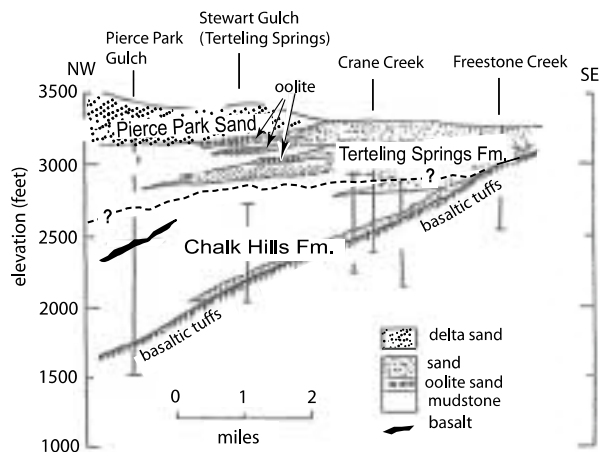 Stewart Gulch
(Terteling Springs)
Pierce Park
Gulch
Crane Creek
Freestone Creek
NW
SE
3500
oolite
Pierce Park Sand
3000
Terteling Springs Fm.
?
?
basaltic tuffs
elevation (feet)
2500
Chalk Hills Fm.
2000
basaltic tuffs
1500
1000
0 1 2
miles
delta sand
sand
oolite sand
mudstone
basalt